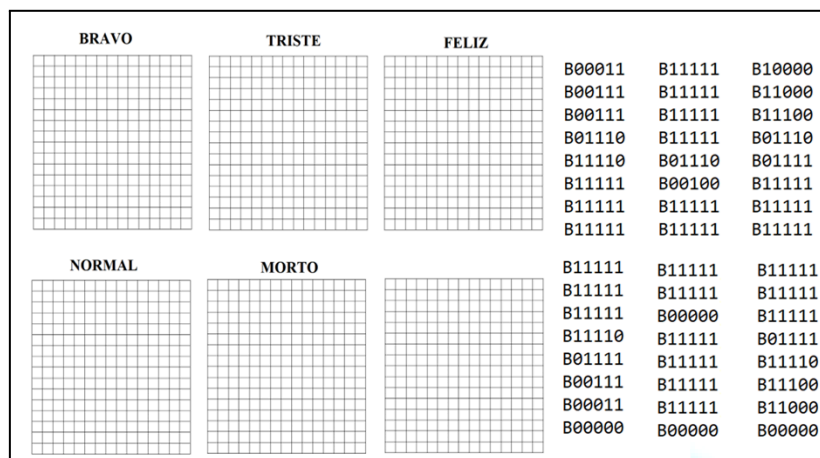 BRAVO TRISTE FELIZ
B00011 B11111 B10000
B00111 B11111 B11000
B00111 B11111 B11100
B01110 B11111 B01110
B11110 B01110 B01111
B11111 B00100 B11111
B11111 B11111 B11111
B11111 B11111 B11111
NORMAL MORTO
B11111 B11111 B11111
B11111 B11111 B11111
B11111 B00000 B11111
B11110 B11111 B01111
B01111 B11111 B11110
B00111 B11111 B11100
B00011 B11111 B11000
B00000 B00000 B00000